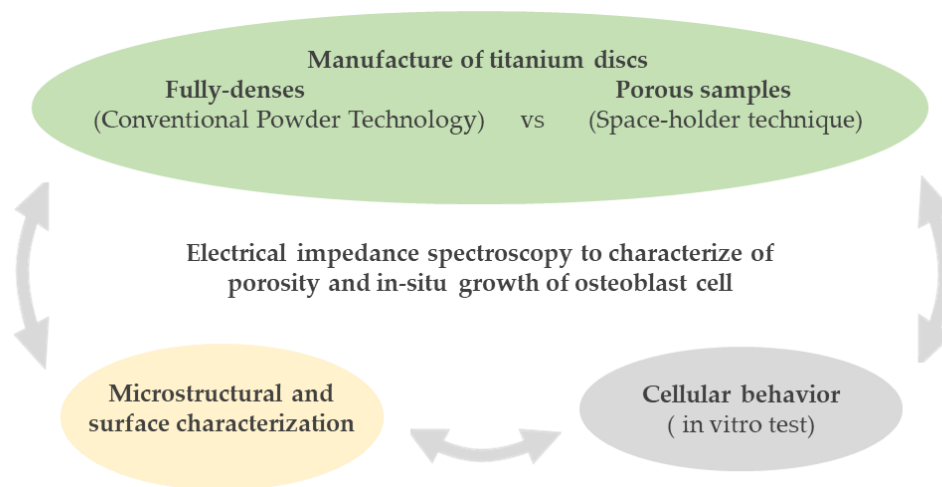 Manufacture of titanium discs
Fully-denses Porous samples
(Conventional Powder Technology) vs (Space-holder technique)
Electrical impedance spectroscopy to characterize of
porosity and in-situ growth of osteoblast cell
Microstructural and
surface characterization
Cellular behavior
( in vitro test)